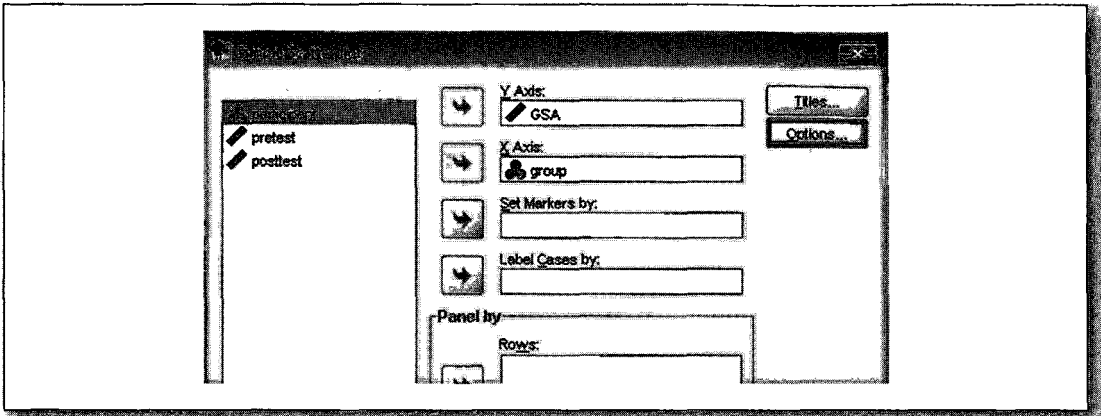 Y Axis:
GSA
Titles...
pretest
posttest
Options...
X Axis:
group
Set Markers by:
Label Cases by:
Panel by
Rows: